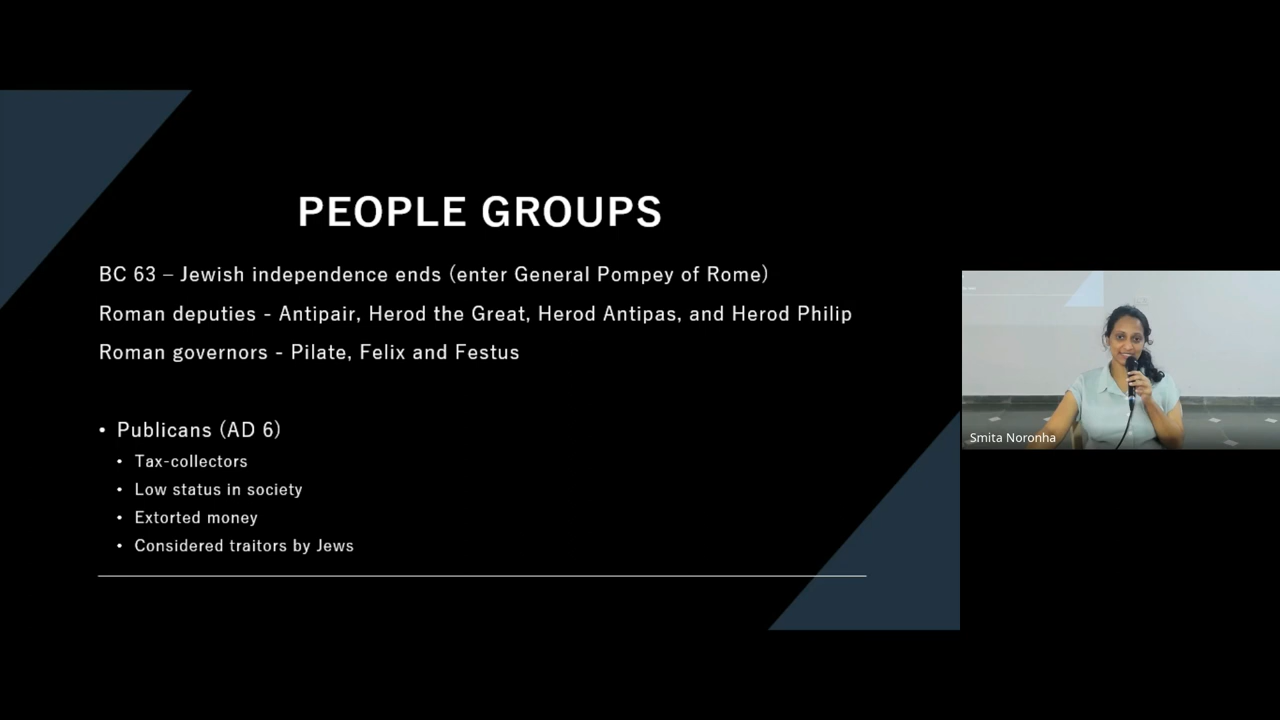 PEOPLE GROUPS
BC 63 – Jewish independence ends (enter General Pompey of Rome)
Roman deputies - Antipair, Herod the Great, Herod Antipas, and Herod Philip
Roman governors - Pilate, Felix and Festus
• Publicans (AD 6)
• Tax-collectors
• Low status in society
• Extorted money
• Considered traitors by Jews
Smita Noronha